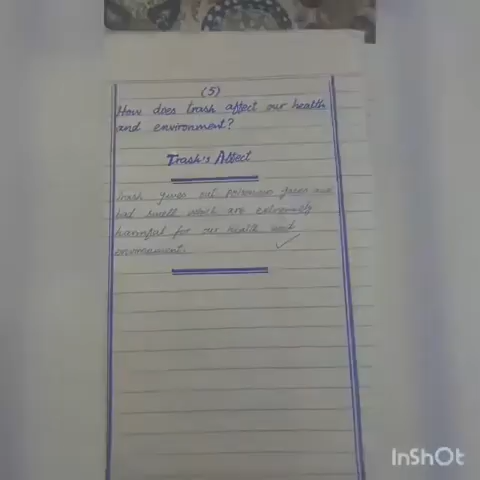 (5)
How does trash affect our health
and environment?
Trash's Affect
Trash gives out poisonous gases and
bad smell which are extremely
harmful for our health and
environment.
InShOt